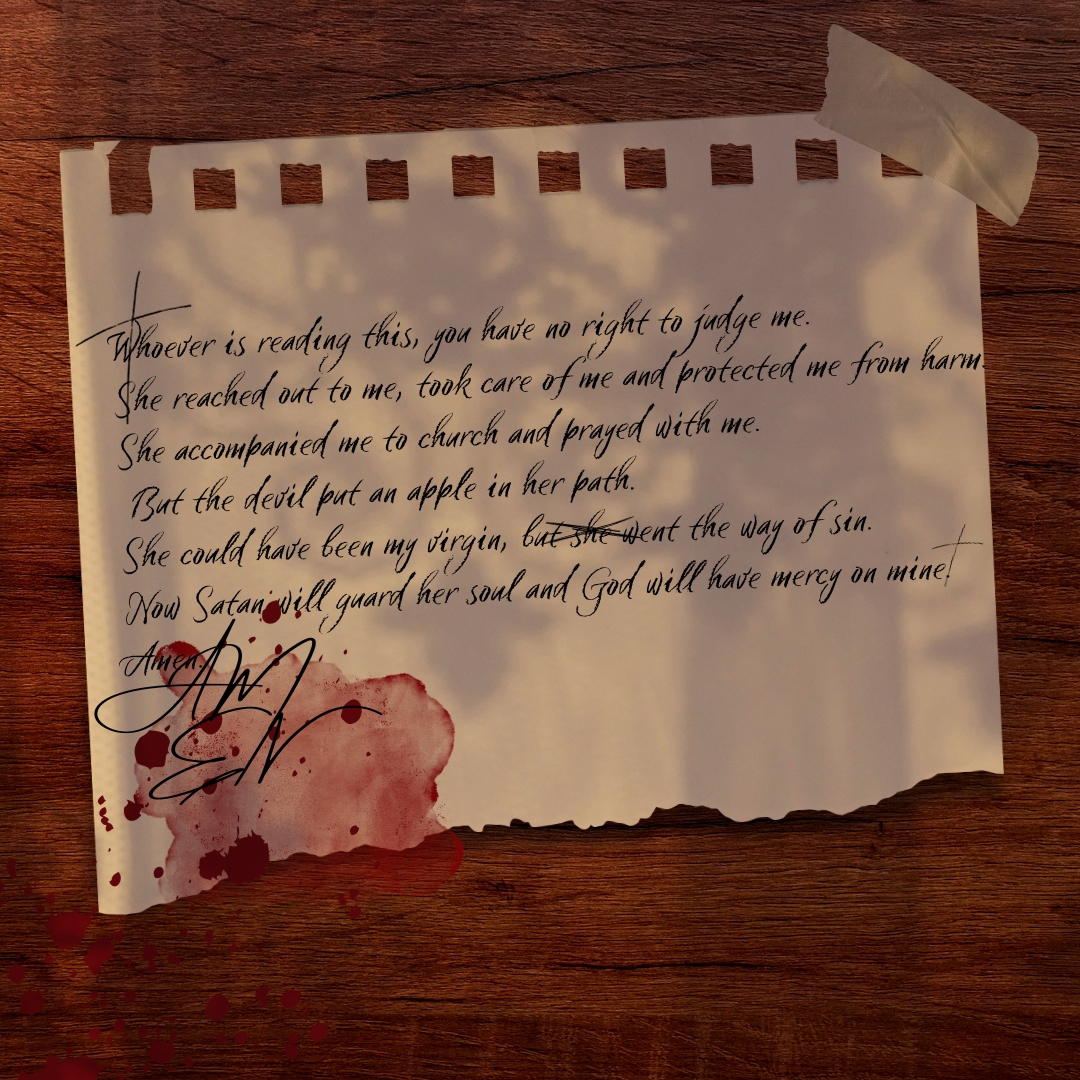 Whoever is reading this, you have no right to judge me.
She reached out to me, took care of me and protected me from harm.
She accompanied me to church and prayed with me.
But the devil put an apple in her path.
She could have been my virgin, but she went the way of sin.
Now Satan will guard her soul and God will have mercy on mine!
Amen.
AM
EN